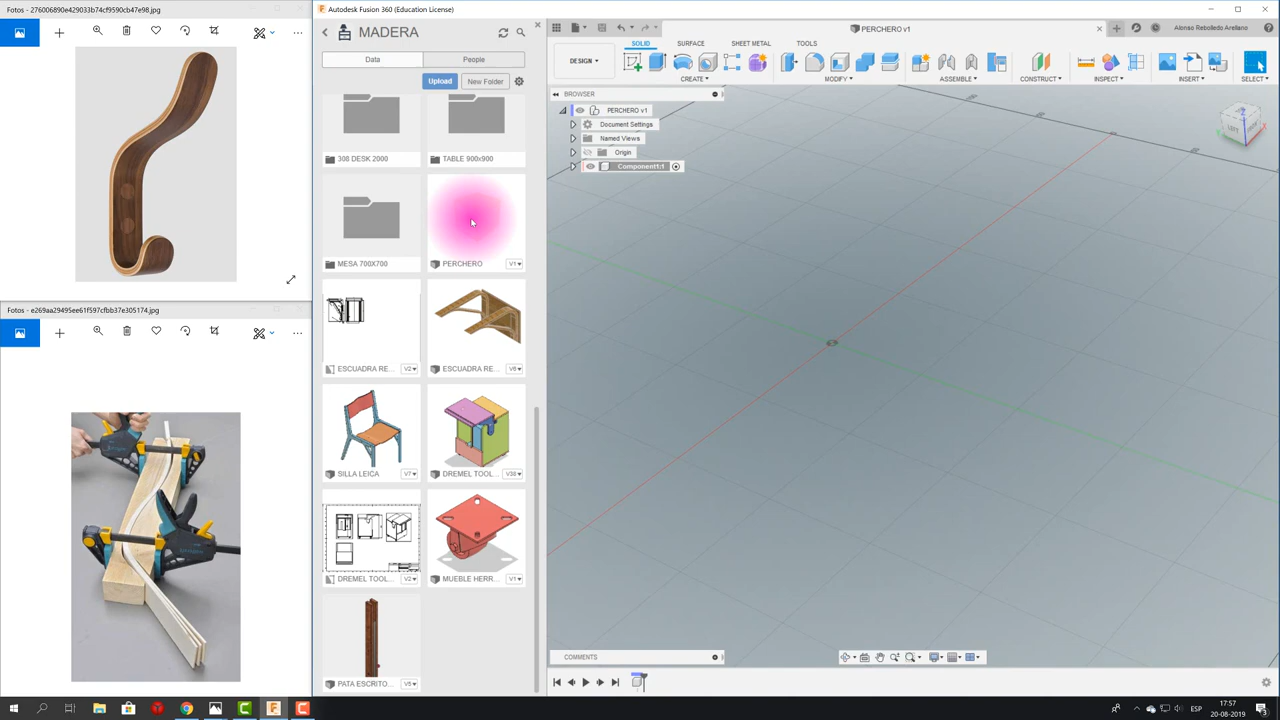 Fotos - 276006890e429033b74cf9590cb47e98.jpg
Autodesk Fusion 360 (Education License)
MADERA
Data
People
Upload
New Folder
308 DESK 2000
TABLE 900x900
MESA 700X700
PERCHERO
V1
ESCUADRA RE...
V2
ESCUADRA RE...
V6
SILLA LEICA
V7
DREMEL TOOL...
V38
DREMEL TOOL...
V2
MUEBLE HERR...
V1
PATA ESCRITO...
V5
PERCHERO v1
Alonso Rebolledo Arellano
SOLID
SURFACE
SHEET METAL
TOOLS
DESIGN
CREATE
MODIFY
ASSEMBLE
CONSTRUCT
INSPECT
INSERT
SELECT
BROWSER
PERCHERO v1
Document Settings
Named Views
Origin
Component1:1
COMMENTS
Fotos - e269aa29495ee61f597cfbb37e305174.jpg
ESP
17:57
20-08-2019